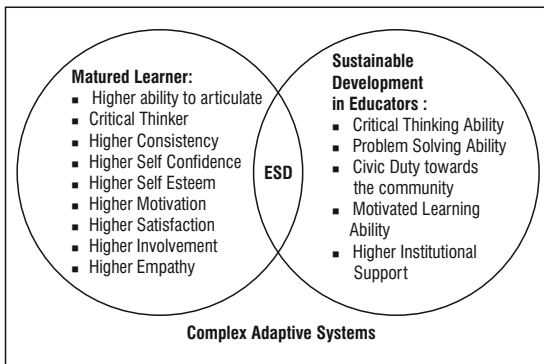 Matured Learner:
▪ Higher ability to articulate
▪ Critical Thinker
▪ Higher Consistency
▪ Higher Self Confidence
▪ Higher Self Esteem
▪ Higher Motivation
▪ Higher Satisfaction
▪ Higher Involvement
▪ Higher Empathy
ESD
Sustainable
Development
in Educators :
▪ Critical Thinking Ability
▪ Problem Solving Ability
▪ Civic Duty towards
the community
▪ Motivated Learning
Ability
▪ Higher Institutional
Support
Complex Adaptive Systems